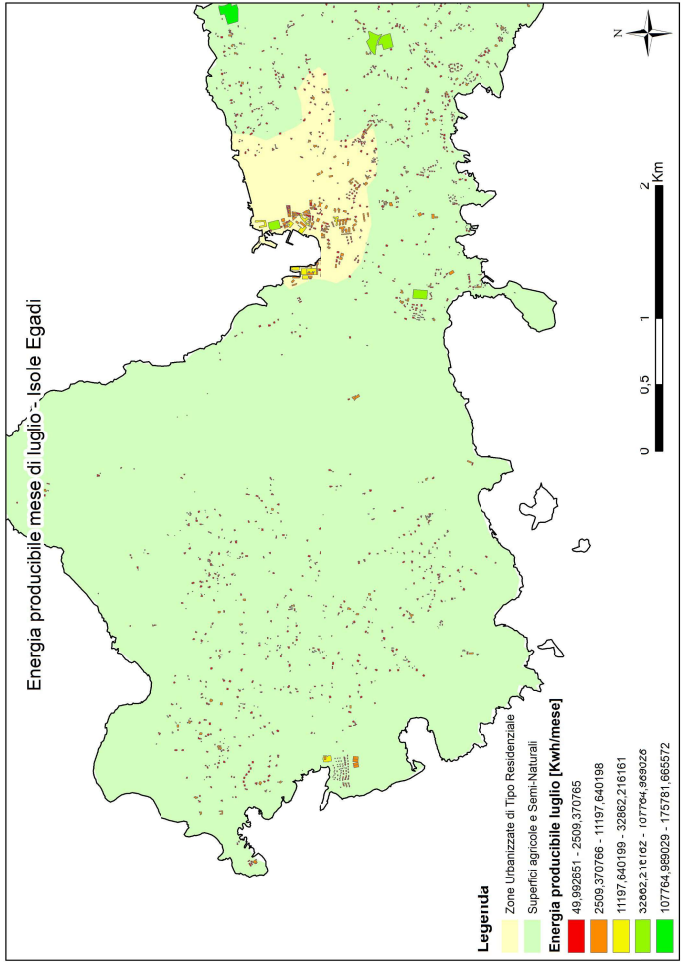 Energia producibile mese di luglio - Isole Egadi
N
0 0,5 1 2
Km
Legenda
Zone Urbanizzate di Tipo Residenziale
Superfici agricole e Semi-Naturali
Energia producibile luglio [Kwh/mese]
49,992651 - 2509,370765
2509,370766 - 11197,640198
11197,640199 - 32862,216161
32862,216162 - 107764,989028
107764,989029 - 175781,665572